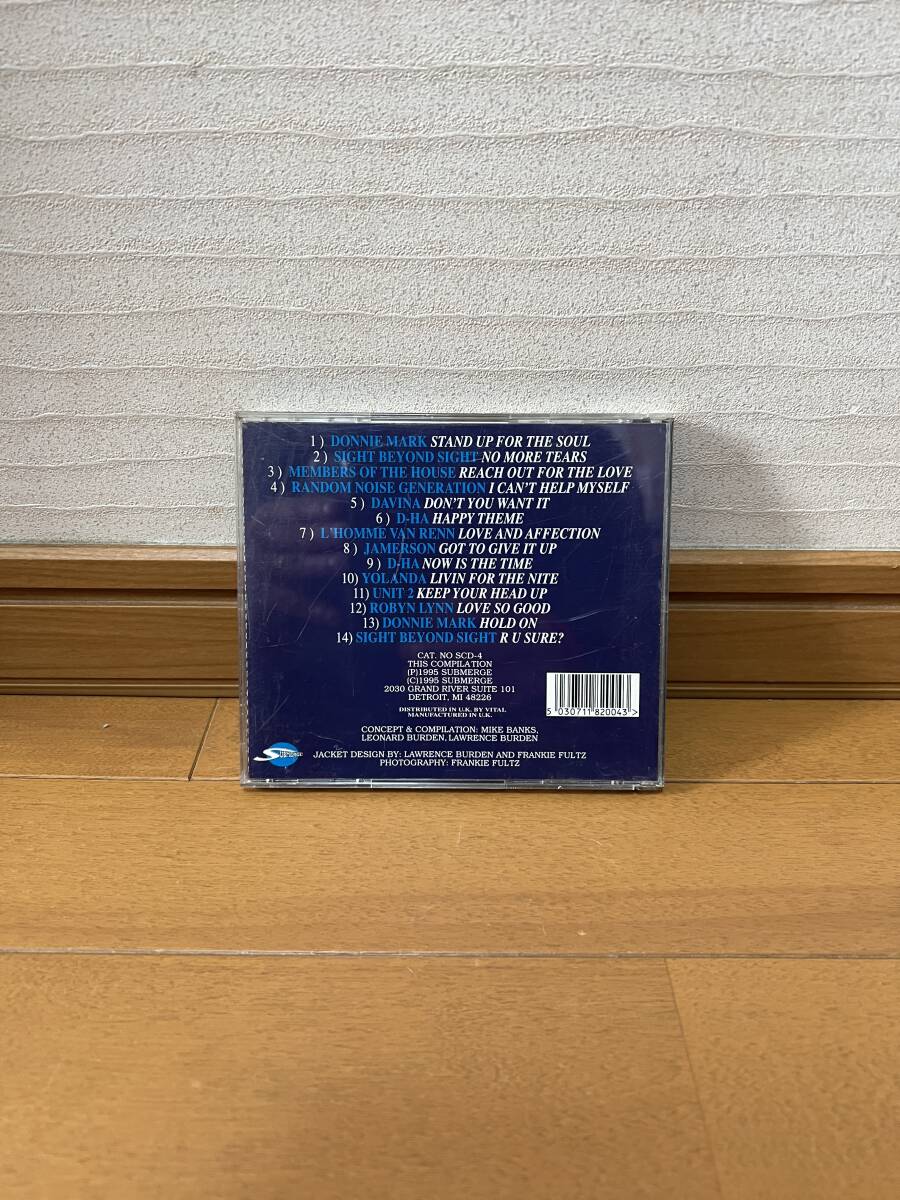 1) DONNIE MARK STAND UP FOR THE SOUL
2) SIGHT BEYOND SIGHT NO MORE TEARS
3) MEMBERS OF THE HOUSE REACH OUT FOR THE LOVE
4) RANDOM NOISE GENERATION I CAN'T HELP MYSELF
5) DAVINA DON'T YOU WANT IT
6) D-HA HAPPY THEME
7) L'HOMME VAN RENN LOVE AND AFFECTION
8) JAMERSON GOT TO GIVE IT UP
9) D-HA NOW IS THE TIME
10) YOLANDA LIVIN FOR THE NITE
11) UNIT 2 KEEP YOUR HEAD UP
12) ROBYN LYNN LOVE SO GOOD
13) DONNIE MARK HOLD ON
14) SIGHT BEYOND SIGHT R U SURE?
CAT. NO SCD-4
THIS COMPILATION
(P)1995 SUBMERGE
(C)1995 SUBMERGE
2030 GRAND RIVER SUITE 101
DETROIT, MI 48226
DISTRIBUTED IN U.K. BY VITAL
MANUFACTURED IN U.K.
5 030711 820043 >
CONCEPT & COMPILATION: MIKE BANKS,
LEONARD BURDEN, LAWRENCE BURDEN
Submerge
JACKET DESIGN BY: LAWRENCE BURDEN AND FRANKIE FULTZ
PHOTOGRAPHY: FRANKIE FULTZ